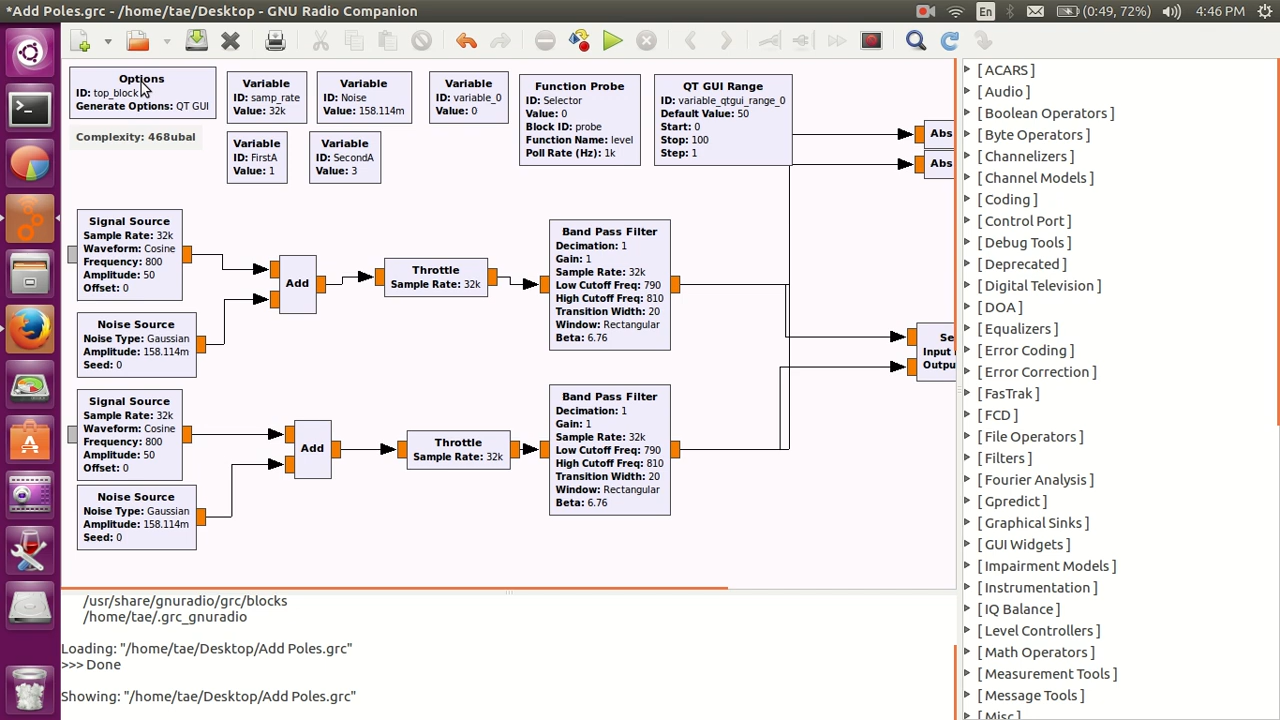 *Add Poles.grc - /home/tae/Desktop - GNU Radio Companion
En
(0:49, 72%)
4:46 PM
Options
ID: top_block
Generate Options: QT GUI
Complexity: 468ubal
Variable
ID: samp_rate
Value: 32k
Variable
ID: Noise
Value: 158.114m
Variable
ID: variable_0
Value: 0
Function Probe
ID: Selector
Value: 0
Block ID: probe
Function Name: level
Poll Rate (Hz): 1k
QT GUI Range
ID: variable_qtgui_range_0
Default Value: 50
Start: 0
Stop: 100
Step: 1
Variable
ID: FirstA
Value: 1
Variable
ID: SecondA
Value: 3
Abs
Abs
Signal Source
Sample Rate: 32k
Waveform: Cosine
Frequency: 800
Amplitude: 50
Offset: 0
Add
Throttle
Sample Rate: 32k
Band Pass Filter
Decimation: 1
Gain: 1
Sample Rate: 32k
Low Cutoff Freq: 790
High Cutoff Freq: 810
Transition Width: 20
Window: Rectangular
Beta: 6.76
Noise Source
Noise Type: Gaussian
Amplitude: 158.114m
Seed: 0
Se
Input
Outpu
Signal Source
Sample Rate: 32k
Waveform: Cosine
Frequency: 800
Amplitude: 50
Offset: 0
Add
Throttle
Sample Rate: 32k
Band Pass Filter
Decimation: 1
Gain: 1
Sample Rate: 32k
Low Cutoff Freq: 790
High Cutoff Freq: 810
Transition Width: 20
Window: Rectangular
Beta: 6.76
Noise Source
Noise Type: Gaussian
Amplitude: 158.114m
Seed: 0
/usr/share/gnuradio/grc/blocks
/home/tae/.grc_gnuradio
Loading: "/home/tae/Desktop/Add Poles.grc"
>>> Done
Showing: "/home/tae/Desktop/Add Poles.grc"
[ ACARS ]
[ Audio ]
[ Boolean Operators ]
[ Byte Operators ]
[ Channelizers ]
[ Channel Models ]
[ Coding ]
[ Control Port ]
[ Debug Tools ]
[ Deprecated ]
[ Digital Television ]
[ DOA ]
[ Equalizers ]
[ Error Coding ]
[ Error Correction ]
[ FasTrak ]
[ FCD ]
[ File Operators ]
[ Filters ]
[ Fourier Analysis ]
[ Gpredict ]
[ Graphical Sinks ]
[ GUI Widgets ]
[ Impairment Models ]
[ Instrumentation ]
[ IQ Balance ]
[ Level Controllers ]
[ Math Operators ]
[ Measurement Tools ]
[ Message Tools ]
[ Misc ]